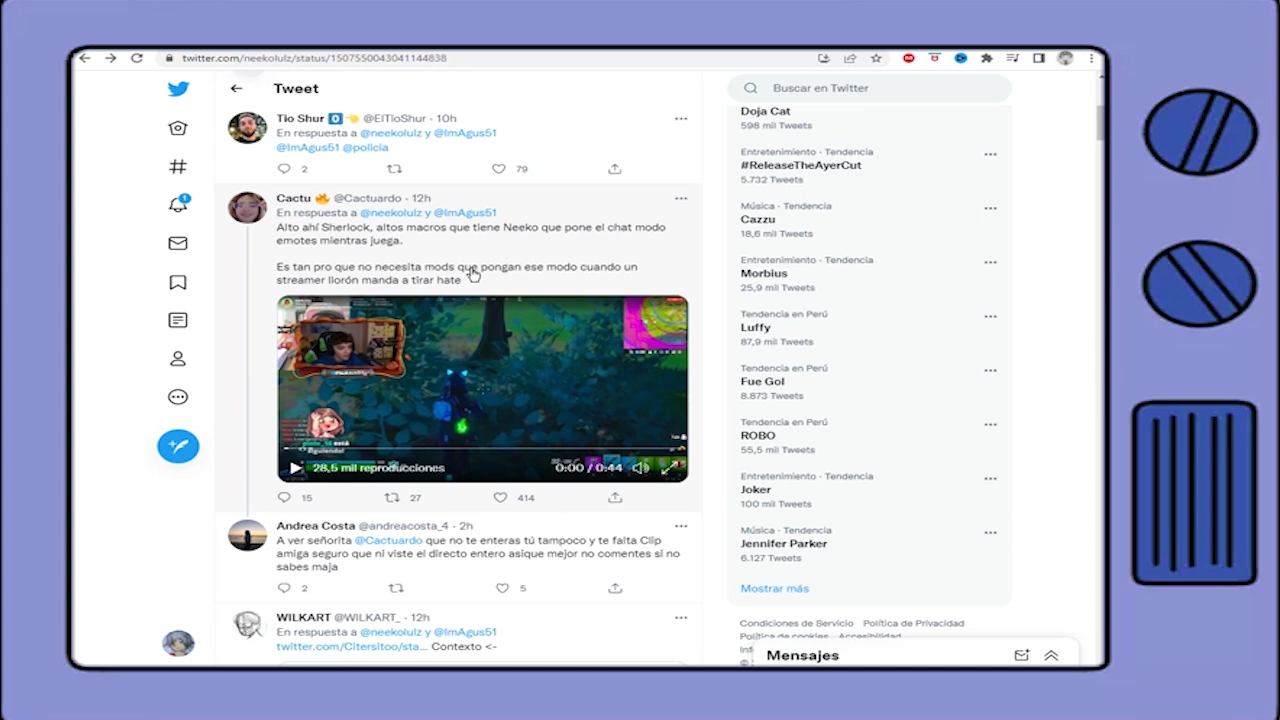 twitter.com/neekolulz/status/1507550043041144838
Tweet
Tio Shur @ElTioShur · 10h
En respuesta a @neekolulz y @ImAgus51
@ImAgus51 @policia
2
79
Cactu 🔥 @Cactuardo · 12h
En respuesta a @neekolulz y @ImAgus51
Alto ahí Sherlock, altos macros que tiene Neeko que pone el chat modo
emotes mientras juega.
Es tan pro que no necesita mods que pongan ese modo cuando un
streamer llorón manda a tirar hate
28,5 mil reproducciones
0:00 / 0:44
15
27
414
Andrea Costa @andreacosta_4 · 2h
A ver señorita @Cactuardo que no te enteras tú tampoco y te falta Clip
amiga seguro que ni viste el directo entero asique mejor no comentes si no
sabes maja
2
5
WILKART @WILKART_ · 12h
En respuesta a @neekolulz y @ImAgus51
twitter.com/Citersitoo/sta... Contexto <-
1
Buscar en Twitter
Doja Cat
598 mil Tweets
Entretenimiento · Tendencia
#ReleaseTheAyerCut
5.732 Tweets
Música · Tendencia
Cazzu
18,6 mil Tweets
Entretenimiento · Tendencia
Morbius
25,9 mil Tweets
Tendencia en Perú
Luffy
87,9 mil Tweets
Tendencia en Perú
Fue Gol
8.873 Tweets
Tendencia en Perú
ROBO
55,5 mil Tweets
Entretenimiento · Tendencia
Joker
100 mil Tweets
Música · Tendencia
Jennifer Parker
6.127 Tweets
Mostrar más
Condiciones de Servicio Política de Privacidad
Política de cookies Accesibilidad
Mensajes